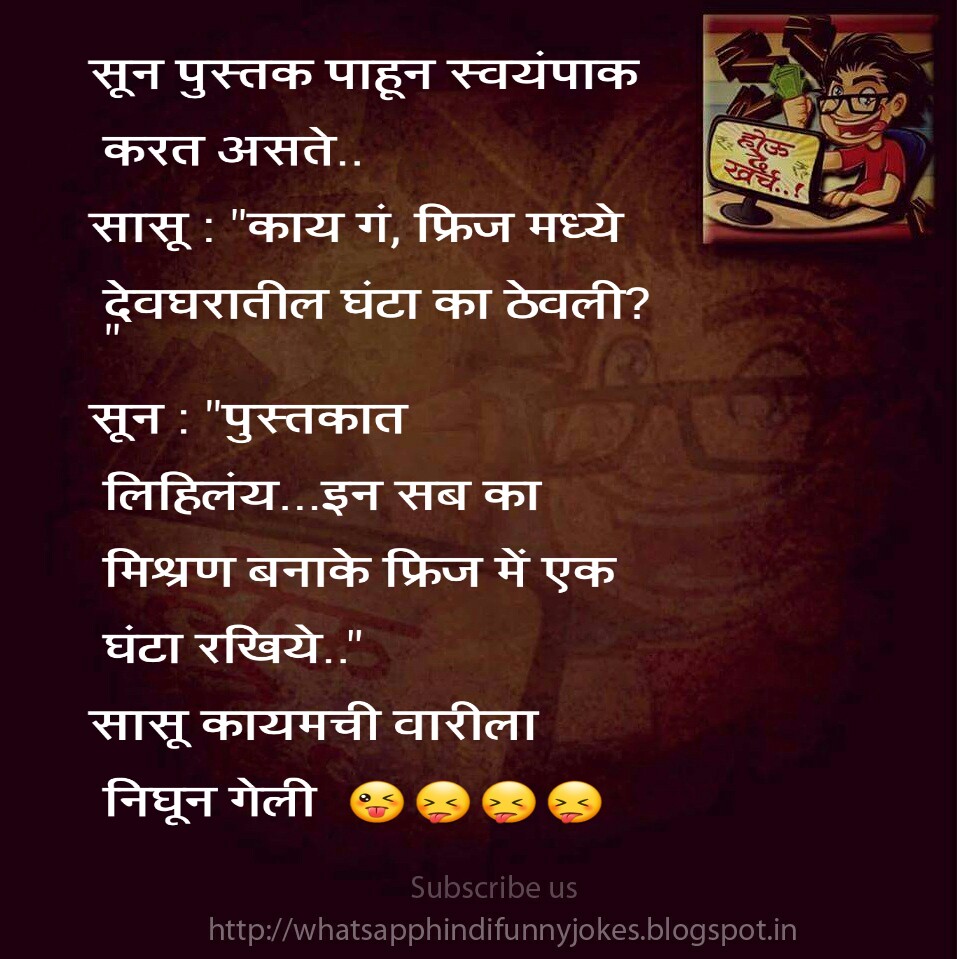 सून पुस्तक पाहून स्वयंपाक
करत असते..
सासू : "काय गं, फ्रिज मध्ये
देवघरातील घंटा का ठेवली?
"
सून : "पुस्तकात
लिहिलंय...इन सब का
मिश्रण बनाके फ्रिज में एक
घंटा रखिये.."
सासू कायमची वारीला
निघून गेली 😜😝😝😝
होऊ
दे
खर्च..!
Subscribe us
http://whatsapphindifunnyjokes.blogspot.in